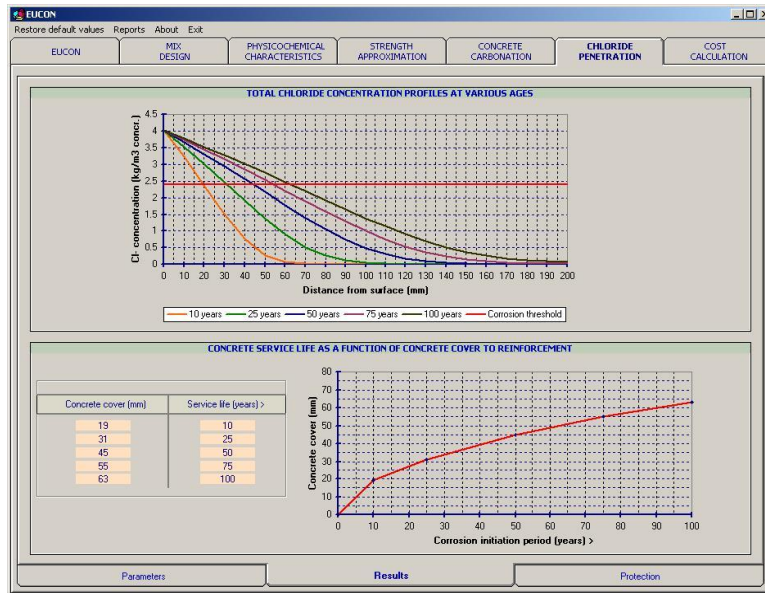 EUCON
Restore default values Reports About Exit
EUCON
MIX
DESIGN
PHYSICOCHEMICAL
CHARACTERISTICS
STRENGTH
APPROXIMATION
CONCRETE
CARBONATION
CHLORIDE
PENETRATION
COST
CALCULATION
TOTAL CHLORIDE CONCENTRATION PROFILES AT VARIOUS AGES
Cl- concentration (kg/m3 concr.)
4.5
4
3.5
3
2.5
2
1.5
1
0.5
0
0 10 20 30 40 50 60 70 80 90 100 110 120 130 140 150 160 170 180 190 200
Distance from surface (mm)
10 years 25 years 50 years 75 years 100 years Corrosion threshold
CONCRETE SERVICE LIFE AS A FUNCTION OF CONCRETE COVER TO REINFORCEMENT
Concrete cover (mm) Service life (years) >
19 10
31 25
45 50
55 75
63 100
Concrete cover (mm)
80
70
60
50
40
30
20
10
0
0 10 20 30 40 50 60 70 80 90 100
Corrosion initiation period (years) >
Parameters Results Protection